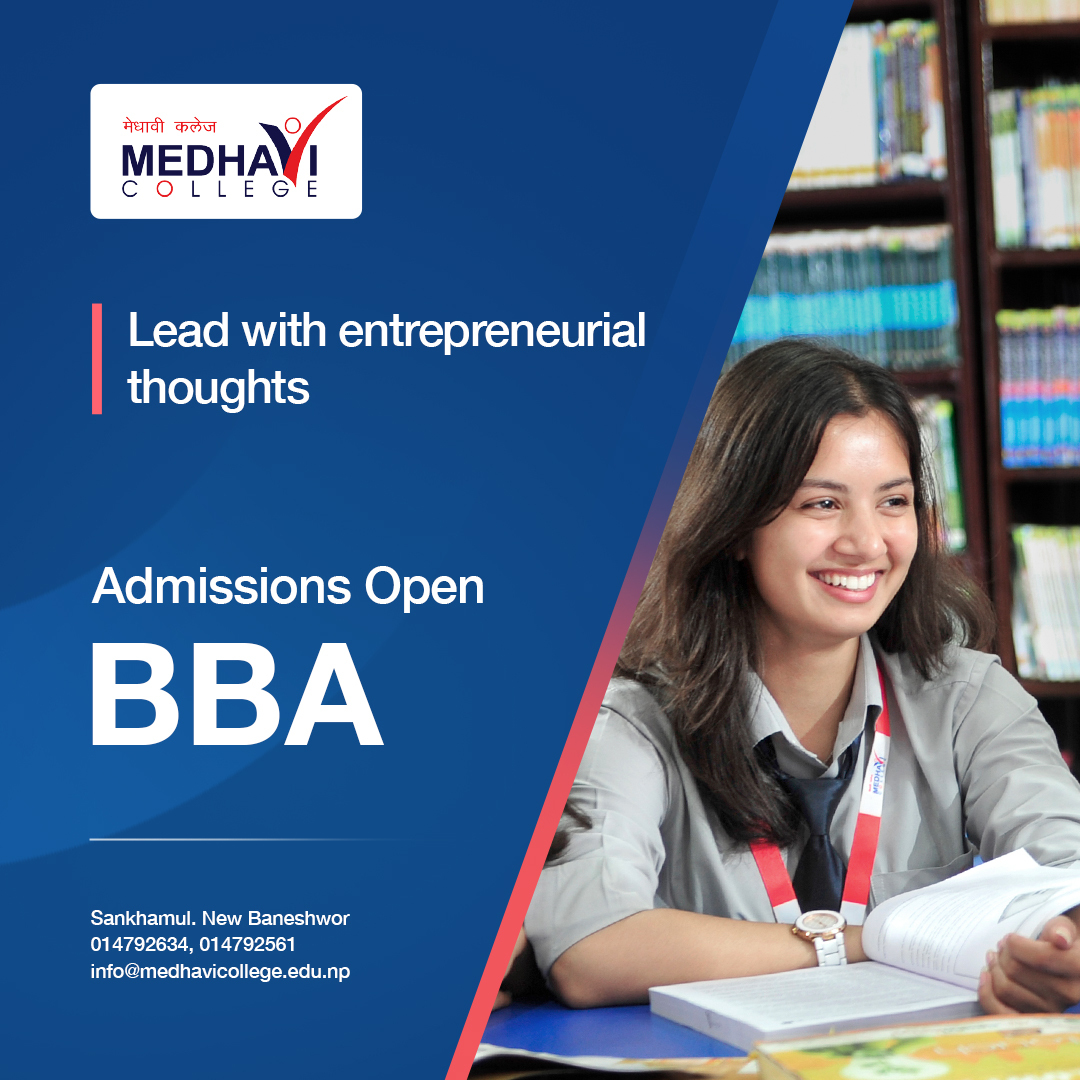 मेधावी कलेज
MEDHAVI
COLLEGE
Lead with entrepreneurial
thoughts
Admissions Open
BBA
Sankhamul. New Baneshwor
014792634, 014792561
info@medhavicollege.edu.np
MEDHAVI